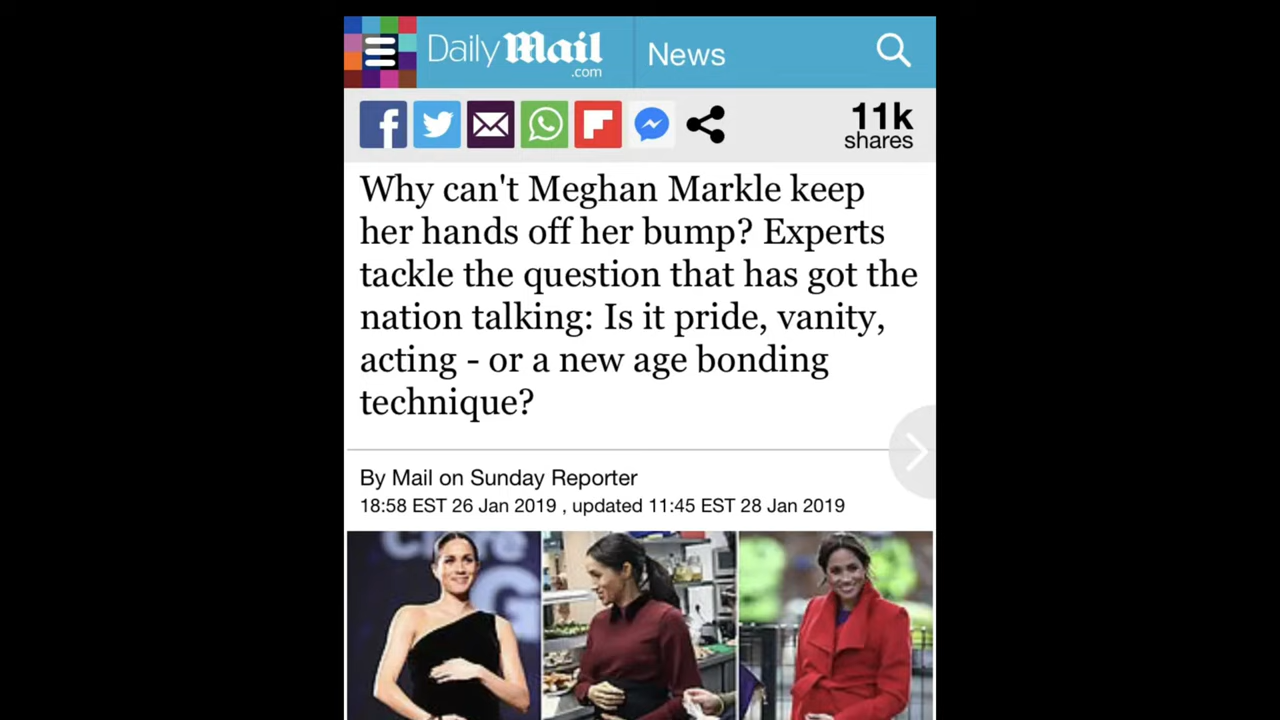 Daily Mail
.com
News
11k
shares
Why can't Meghan Markle keep
her hands off her bump? Experts
tackle the question that has got the
nation talking: Is it pride, vanity,
acting - or a new age bonding
technique?
By Mail on Sunday Reporter
18:58 EST 26 Jan 2019 , updated 11:45 EST 28 Jan 2019